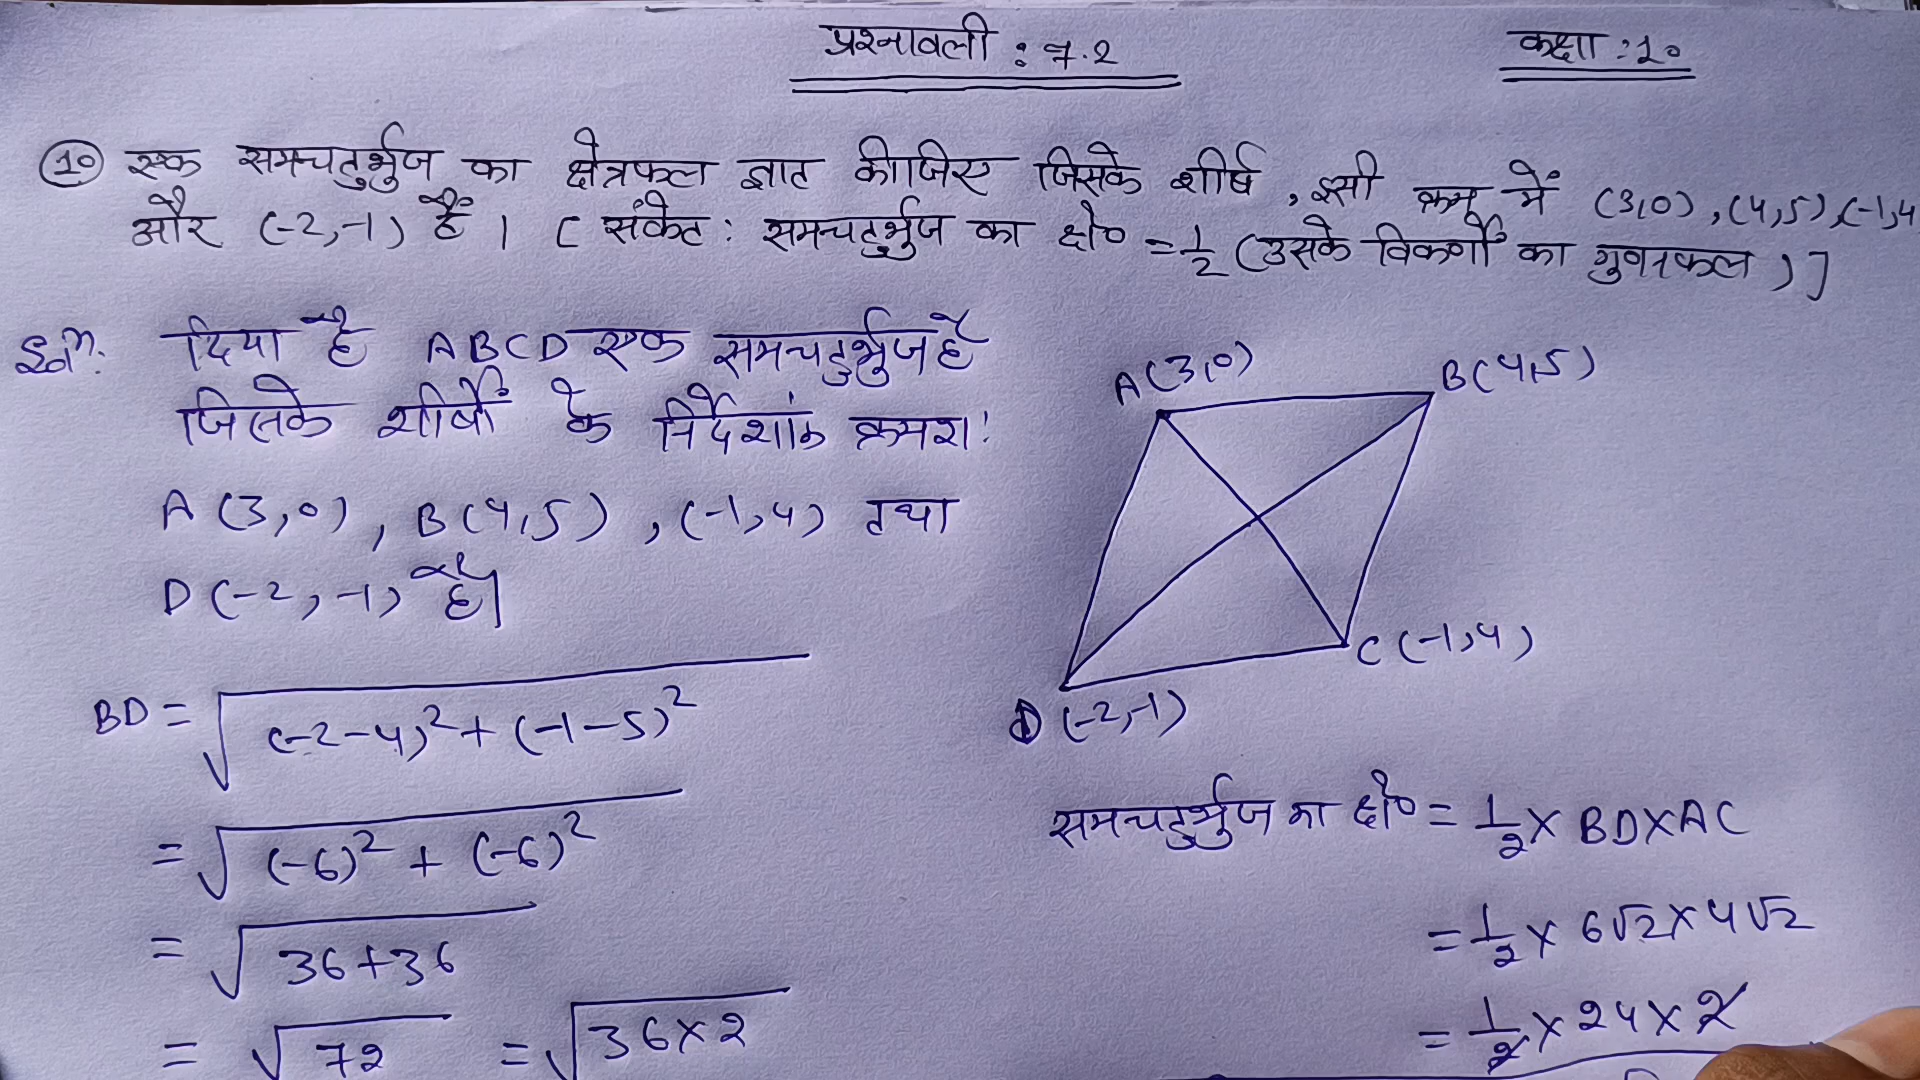 प्रश्नावली : 7.2
कक्षा : 10
(10) एक समचतुर्भुज का क्षेत्रफल ज्ञात कीजिए जिसके शीर्ष, इसी क्रम में (3,0), (4,5), (-1,4
और (-2,-1) हैं। [ संकेत : समचतुर्भुज का क्षे० = 1/2 (उसके विकर्णों का गुणनफल)]
Solⁿ. दिया है ABCD एक समचतुर्भुज है
जिसके शीर्षों के निर्देशांक क्रमशः
A(3,0), B(4,5), (-1,4) तथा
D(-2,-1) है।
A(3,0)
B(4,5)
C(-1,4)
D(-2,-1)
BD = √((-2-4)² + (-1-5)²)
= √((-6)² + (-6)²)
= √(36+36)
= √72 = √(36×2)
समचतुर्भुज का क्षे० = 1/2 × BD × AC
= 1/2 × 6√2 × 4√2
= 1/2 × 24 × 2